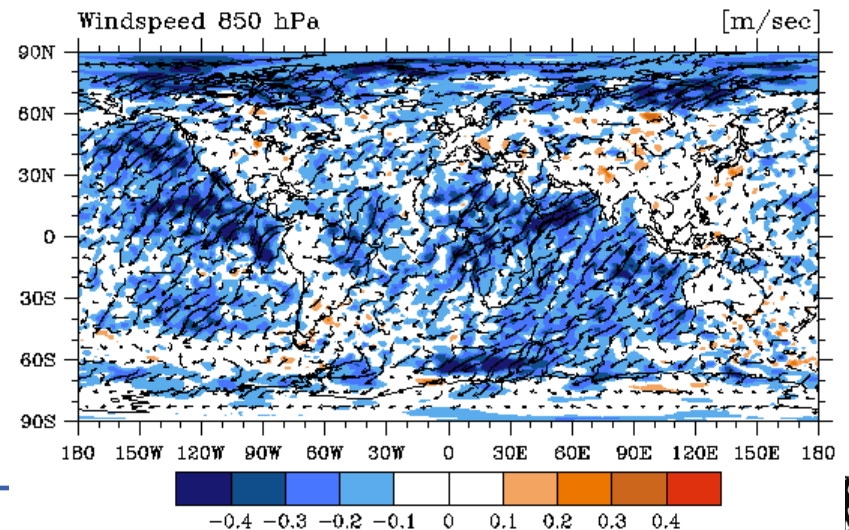 Windspeed 850 hPa [m/sec]
90N
60N
30N
0
30S
60S
90S
180 150W 120W 90W 60W 30W 0 30E 60E 90E 120E 150E 180
-0.4 -0.3 -0.2 -0.1 0 0.1 0.2 0.3 0.4